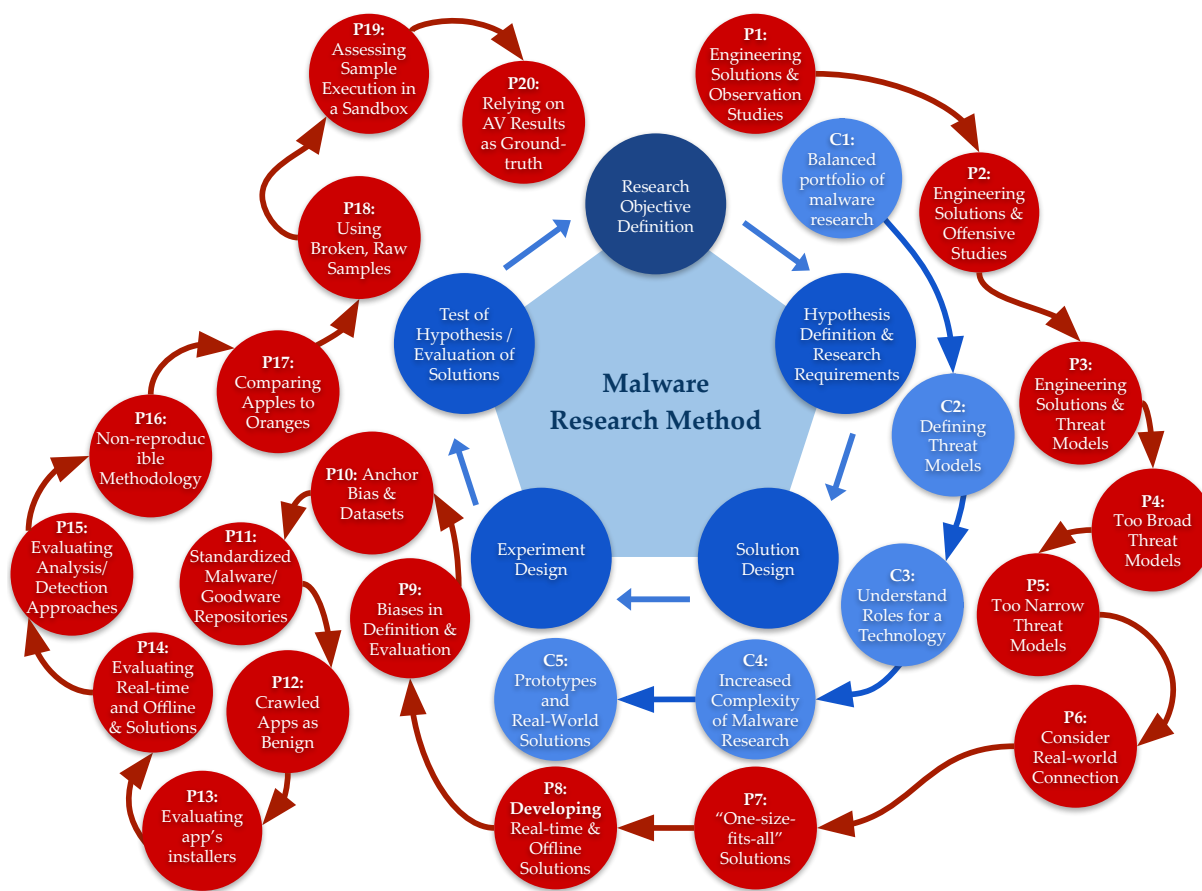 P19:
Assessing
Sample
Execution in
a Sandbox
P20:
Relying on
AV Results
as Ground-
truth
P1:
Engineering
Solutions &
Observation
Studies
C1:
Balanced
portfolio of
malware
research
P2:
Engineering
Solutions &
Offensive
Studies
Research
Objective
Definition
P18:
Using
Broken, Raw
Samples
Test of
Hypothesis /
Evaluation of
Solutions
Hypothesis
Definition &
Research
Requirements
Malware
Research Method
P17:
Comparing
Apples to
Oranges
P3:
Engineering
Solutions &
Threat
Models
C2:
Defining
Threat
Models
P16:
Non-reproduc
ible
Methodology
P10: Anchor
Bias &
Datasets
P4:
Too Broad
Threat
Models
P15:
Evaluating
Analysis/
Detection
Approaches
P11:
Standardized
Malware/
Goodware
Repositories
Experiment
Design
Solution
Design
P9:
Biases in
Definition &
Evaluation
C3:
Understand
Roles for a
Technology
P5:
Too Narrow
Threat
Models
P14:
Evaluating
Real-time
and Offline
& Solutions
P12:
Crawled
Apps as
Benign
C5:
Prototypes
and
Real-World
Solutions
C4:
Increased
Complexity
of Malware
Research
P6:
Consider
Real-world
Connection
P13:
Evaluating
app's
installers
P8:
Developing
Real-time &
Offline
Solutions
P7:
"One-size-
fits-all"
Solutions